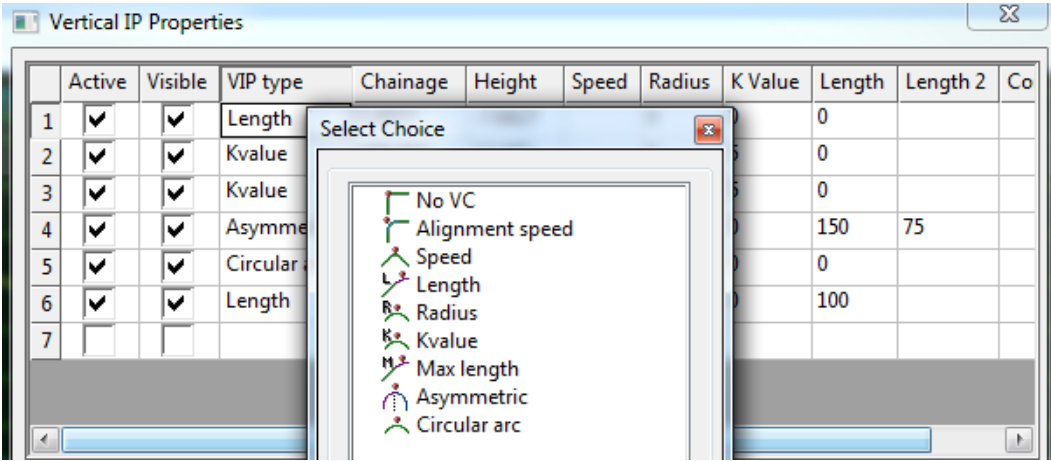 Vertical IP Properties
Active Visible VIP type Chainage Height Speed Radius K Value Length Length 2 Co
1 Length 0
2 Kvalue 0
3 Kvalue 0
4 Asymme 150 75
5 Circular 0
6 Length 100
7
Select Choice
No VC
Alignment speed
Speed
L Length
R Radius
K Kvalue
M Max length
Asymmetric
Circular arc